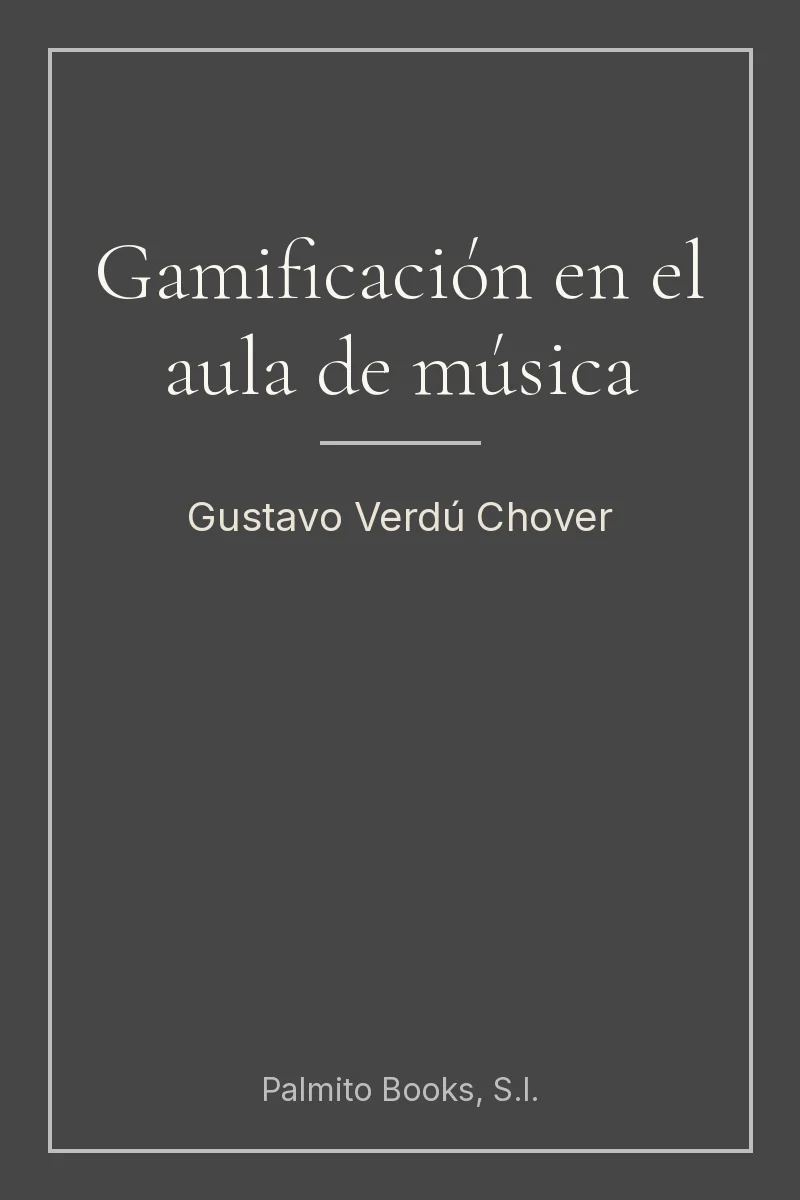 Gamificación en el
aula de música
Gustavo Verdú Chover
Palmito Books, S.l.